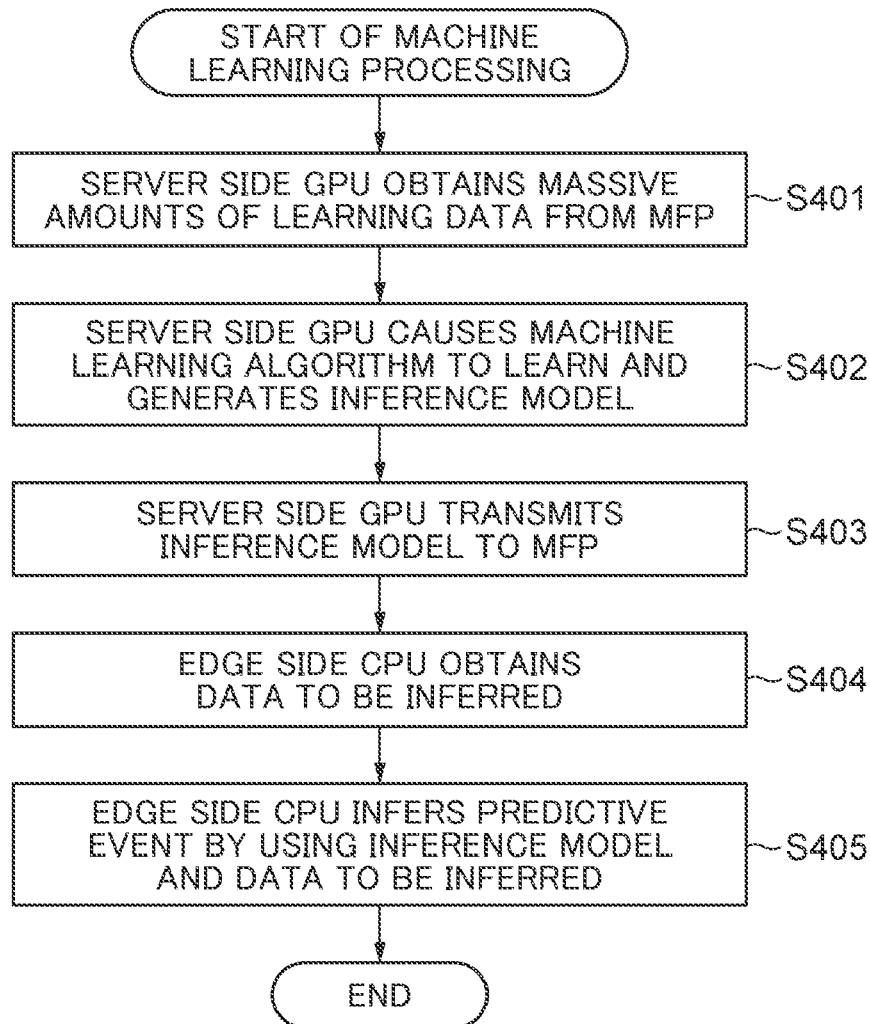 START OF MACHINE
LEARNING PROCESSING
SERVER SIDE GPU OBTAINS MASSIVE
AMOUNTS OF LEARNING DATA FROM MFP
S401
SERVER SIDE GPU CAUSES MACHINE
LEARNING ALGORITHM TO LEARN AND
GENERATES INFERENCE MODEL
S402
SERVER SIDE GPU TRANSMITS
INFERENCE MODEL TO MFP
S403
EDGE SIDE CPU OBTAINS
DATA TO BE INFERRED
S404
EDGE SIDE CPU INFERS PREDICTIVE
EVENT BY USING INFERENCE MODEL
AND DATA TO BE INFERRED
S405
END